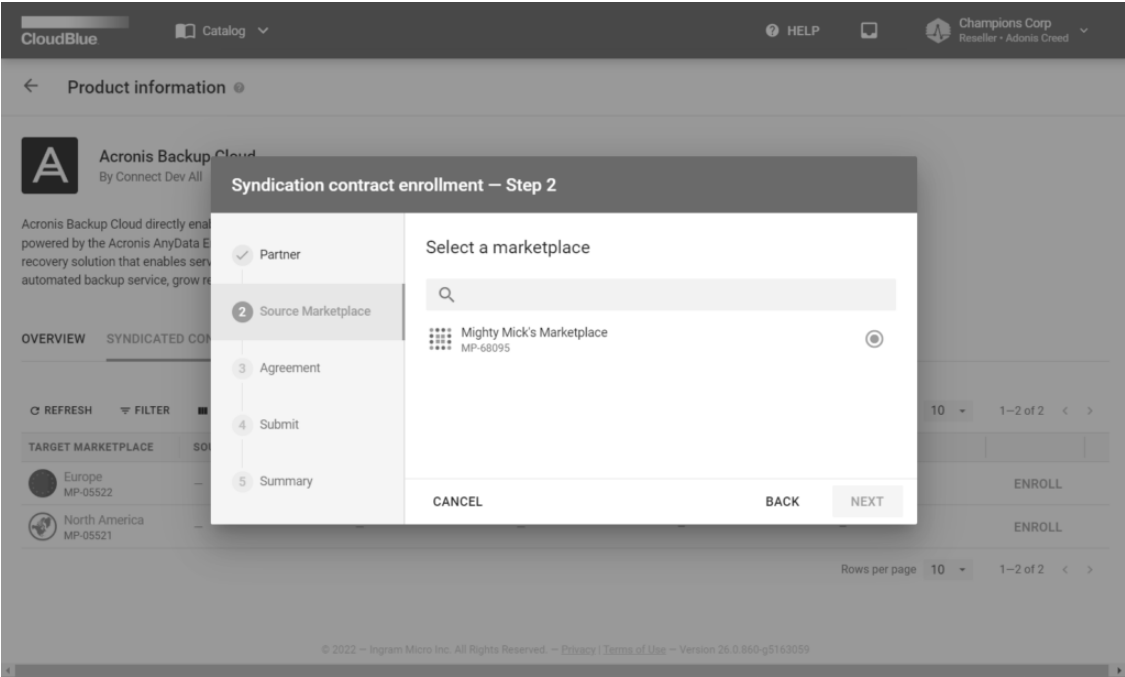 CloudBlue
Catalog
HELP
Champions Corp
Reseller • Adonis Creed
Product information
Acronis Backup Cloud
By Connect Dev All
Acronis Backup Cloud directly
powered by the Acronis AnyData
recovery solution that enables
automated backup service, grow
OVERVIEW
SYNDICATED
REFRESH
FILTER
10
1–2 of 2
TARGET MARKETPLACE
Europe
MP-05522
—
ENROLL
North America
MP-05521
— — — — —
ENROLL
Rows per page 10
1–2 of 2
Syndication contract enrollment — Step 2
Partner
2 Source Marketplace
3 Agreement
4 Submit
5 Summary
Select a marketplace
Mighty Mick's Marketplace
MP-68095
CANCEL
BACK
NEXT
© 2022 — Ingram Micro Inc. All Rights Reserved. — Privacy | Terms of Use — Version 26.0.860-g5163059